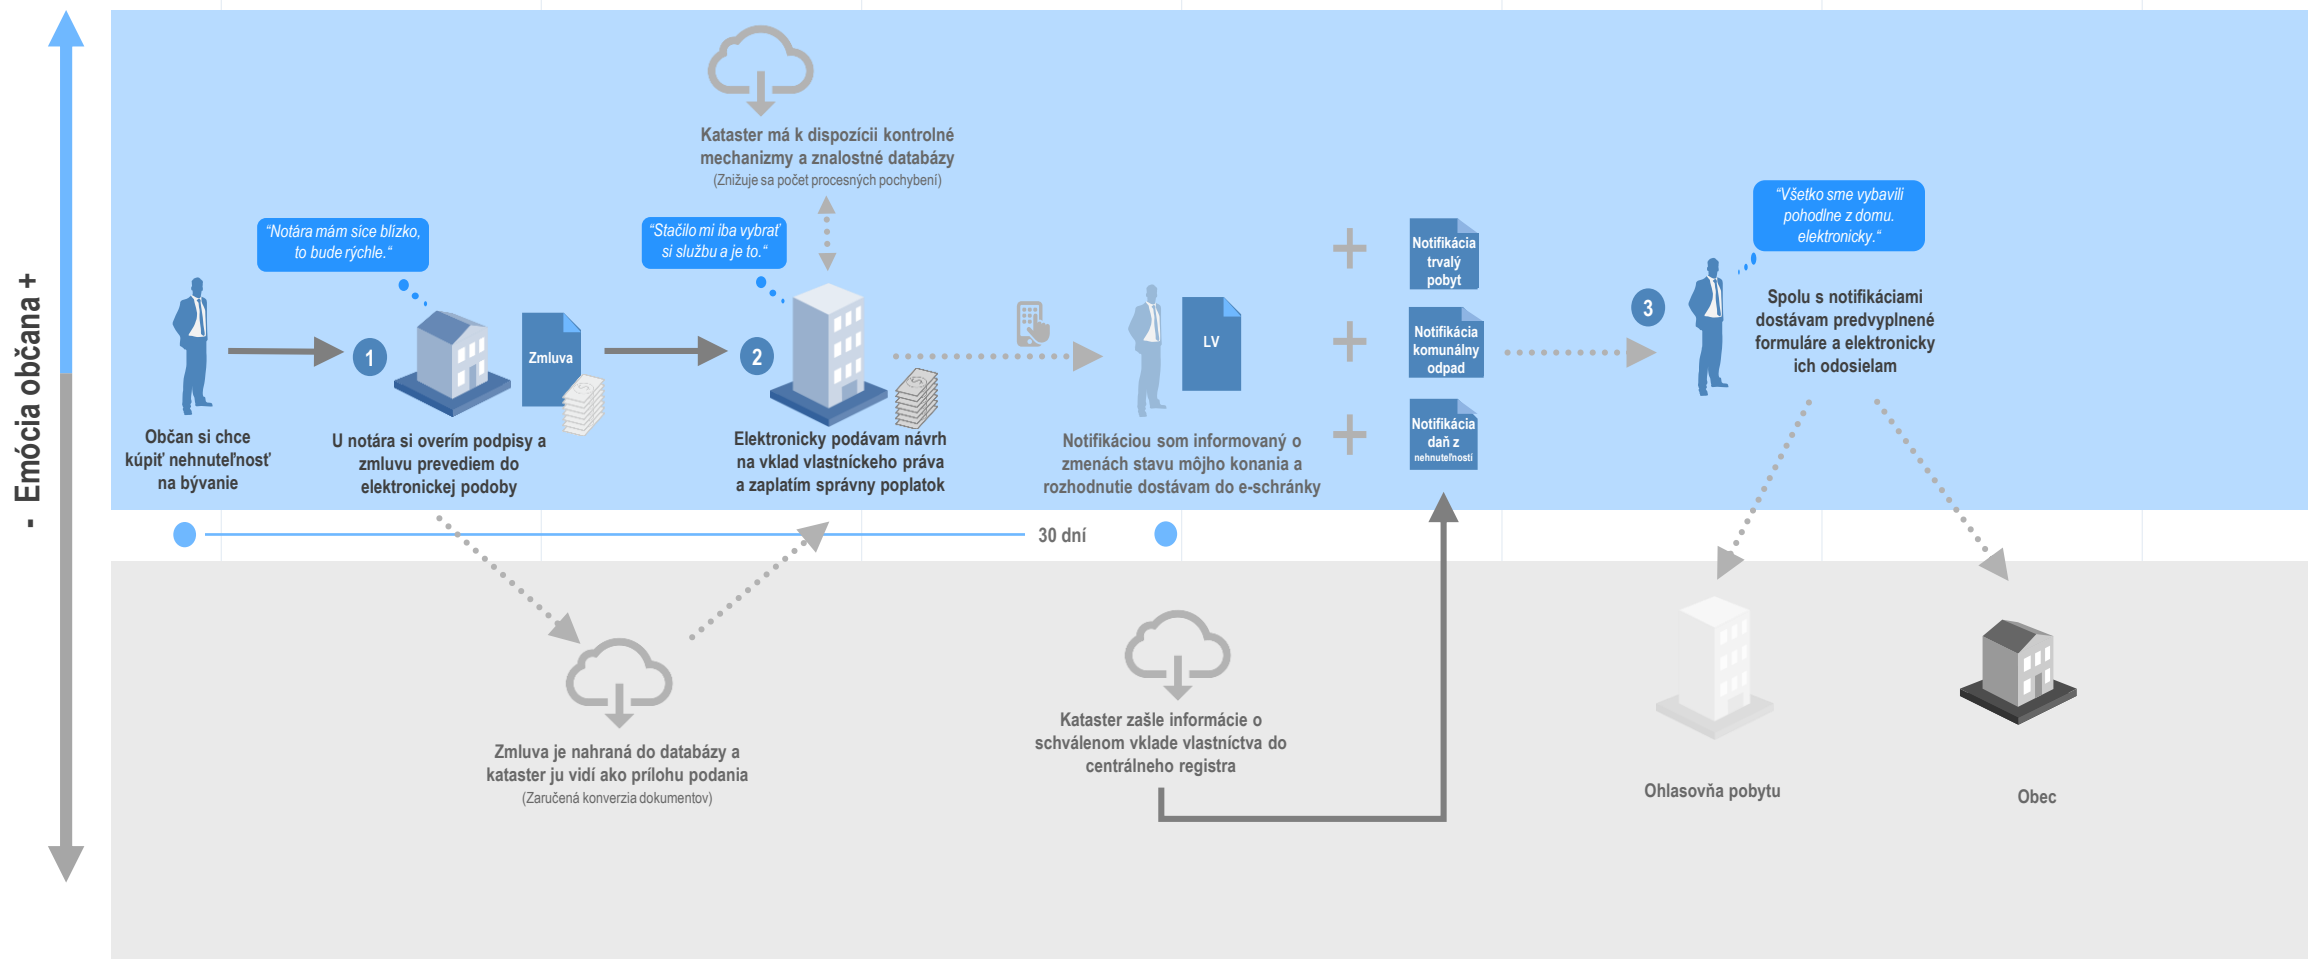 - Emócia občana +
Kataster má k dispozícii kontrolné
mechanizmy a znalostné databázy
(Znižuje sa počet procesných pochybení)
“Notára mám síce blízko,
to bude rýchle.“
“Stačilo mi iba vybrať
si službu a je to.“
“Všetko sme vybavili
pohodlne z domu.
elektronicky.“
1
Zmluva
2
LV
Notifikácia
trvalý
pobyt
Notifikácia
komunálny
odpad
Notifikácia
daň z
nehnuteľností
3
Spolu s notifikáciami
dostávam predvyplnené
formuláre a elektronicky
ich odosielam
Občan si chce
kúpiť nehnuteľnosť
na bývanie
U notára si overím podpisy a
zmluvu prevediem do
elektronickej podoby
Elektronicky podávam návrh
na vklad vlastníckeho práva
a zaplatím správny poplatok
Notifikáciou som informovaný o
zmenách stavu môjho konania a
rozhodnutie dostávam do e-schránky
30 dní
Zmluva je nahraná do databázy a
kataster ju vidí ako prílohu podania
(Zaručená konverzia dokumentov)
Kataster zašle informácie o
schválenom vklade vlastníctva do
centrálneho registra
Ohlasovňa pobytu
Obec